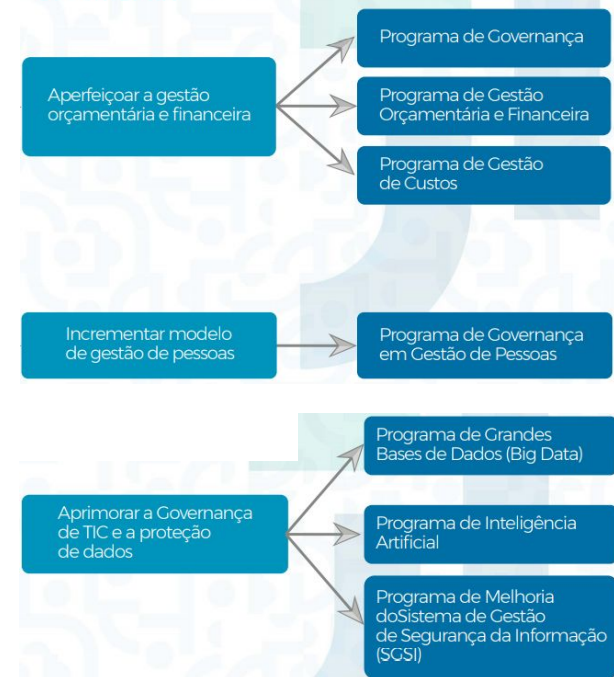 Programa de Governança
Aperfeiçoar a gestão
orçamentária e financeira
Programa de Gestão
Orçamentária e Financeira
Programa de Gestão
de Custos
Incrementar modelo
de gestão de pessoas
Programa de Governança
em Gestão de Pessoas
Programa de Grandes
Bases de Dados (Big Data)
Aprimorar a Governança
de TIC e a proteção
de dados
Programa de Inteligência
Artificial
Programa de Melhoria
doSistema de Gestão
de Segurança da Informação
(SGSI)